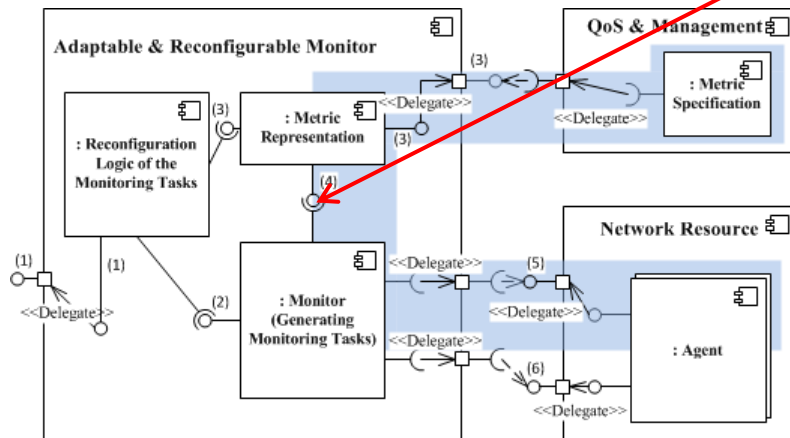 Adaptable & Reconfigurable Monitor
QoS & Management
(3)
: Metric
Specification
<<Delegate>>
<<Delegate>>
(3)
: Metric
Representation
(3)
: Reconfiguration
Logic of the
Monitoring Tasks
(4)
Network Resource
(1)
(1)
<<Delegate>>
(2)
: Monitor
(Generating
Monitoring Tasks)
<<Delegate>>
(5)
<<Delegate>>
: Agent
<<Delegate>>
(6)
<<Delegate>>